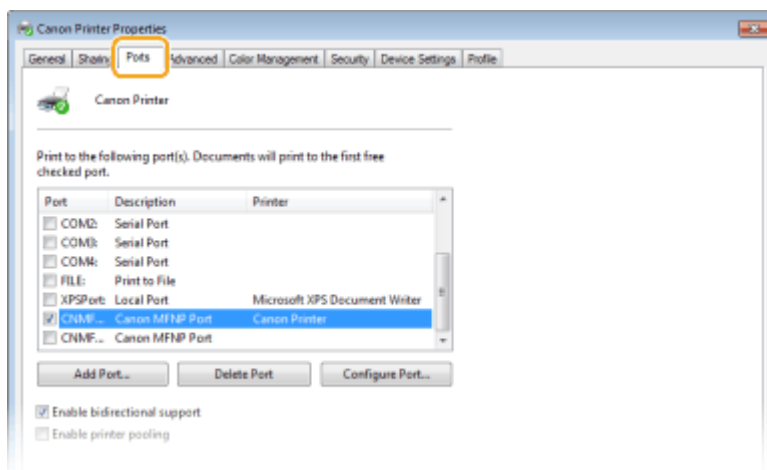 Canon Printer Properties
General Sharing Ports Advanced Color Management Security Device Settings Profile
Canon Printer
Print to the following port(s). Documents will print to the first free
checked port.
Port Description Printer
COM2: Serial Port
COM3: Serial Port
COM4: Serial Port
FILE: Print to File
XPSPort: Local Port Microsoft XPS Document Writer
CNMF... Canon MFNP Port Canon Printer
CNMF... Canon MFNP Port
Add Port... Delete Port Configure Port...
Enable bidirectional support
Enable printer pooling